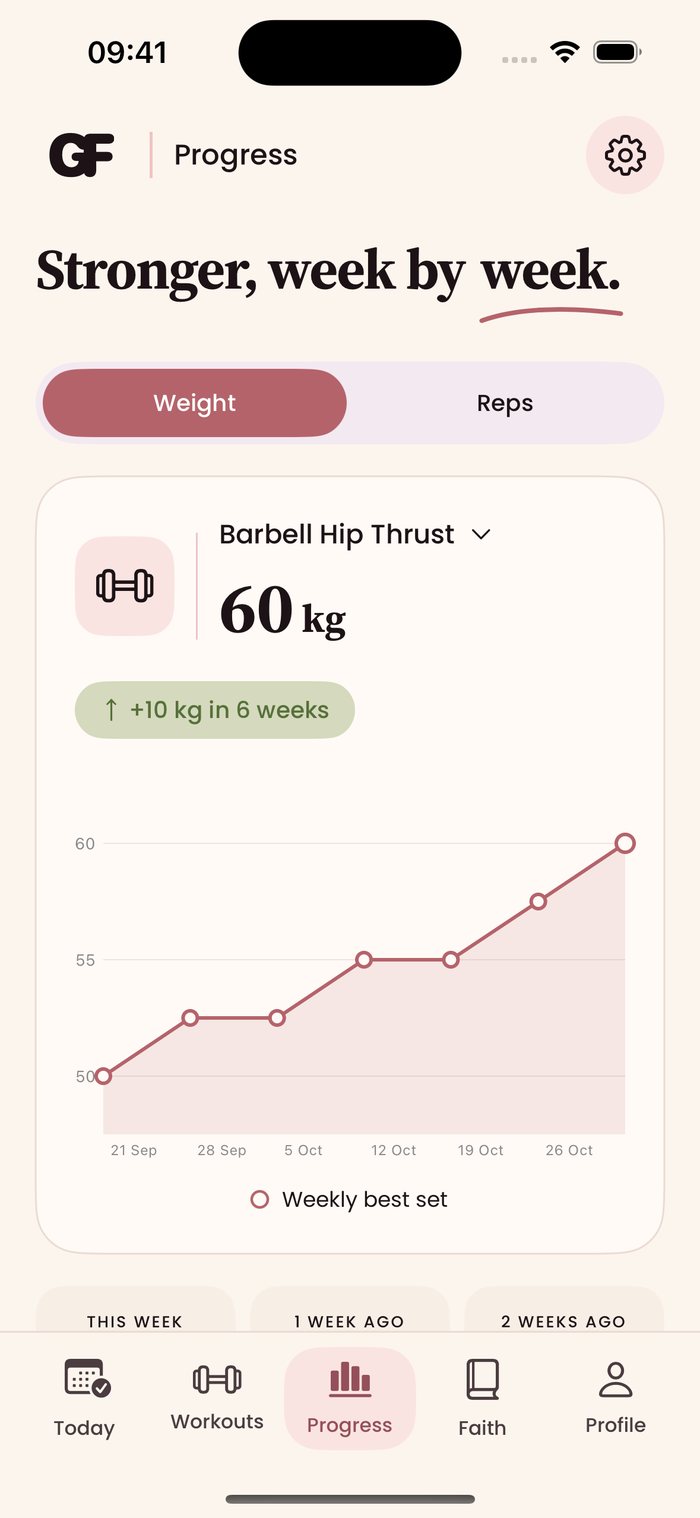 09:41
GF
Progress
Stronger, week by week.
Weight
Reps
Barbell Hip Thrust
60 kg
↑ +10 kg in 6 weeks
60
55
50
21 Sep
28 Sep
5 Oct
12 Oct
19 Oct
26 Oct
Weekly best set
THIS WEEK
1 WEEK AGO
2 WEEKS AGO
Today
Workouts
Progress
Faith
Profile